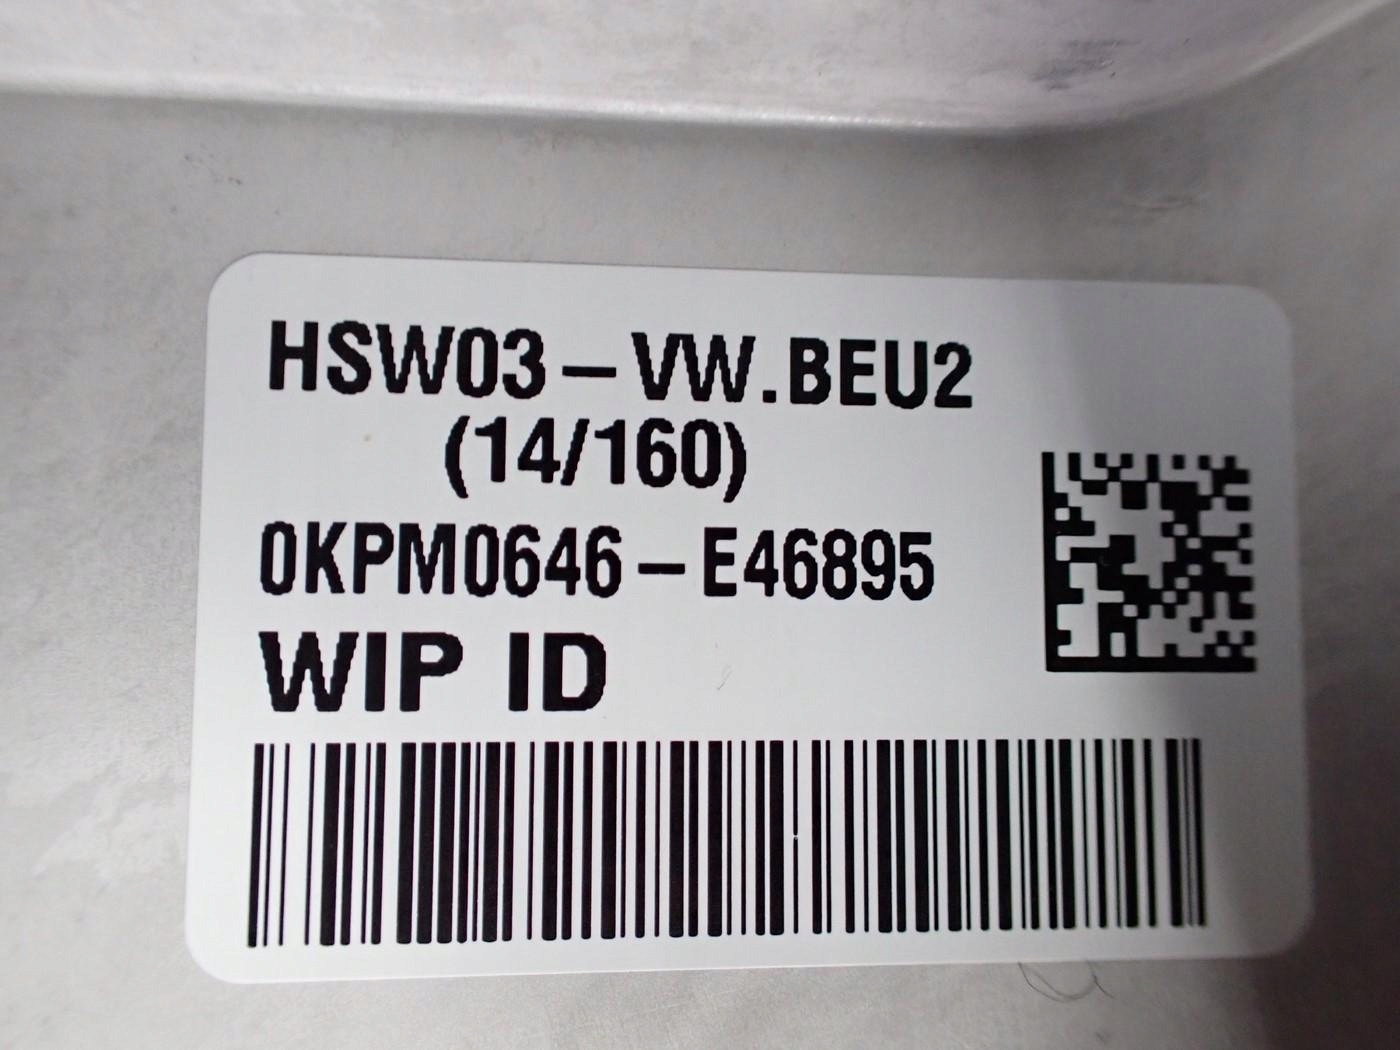 HSW03-VW.BEU2
(14/160)
0KPM0646-E46895
WIP ID